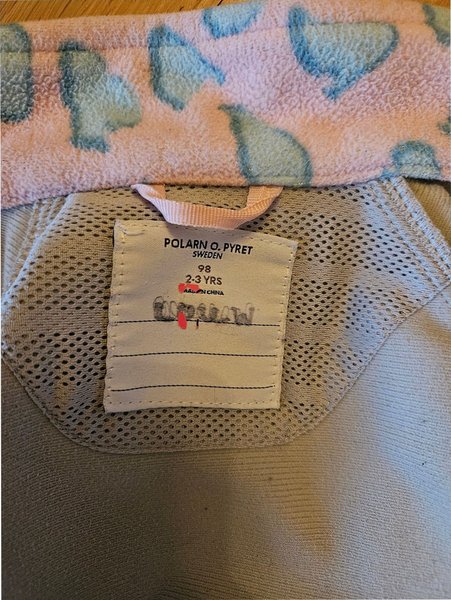 POLARN O. PYRET
SWEDEN
98
2-3 YRS
MADE IN CHINA